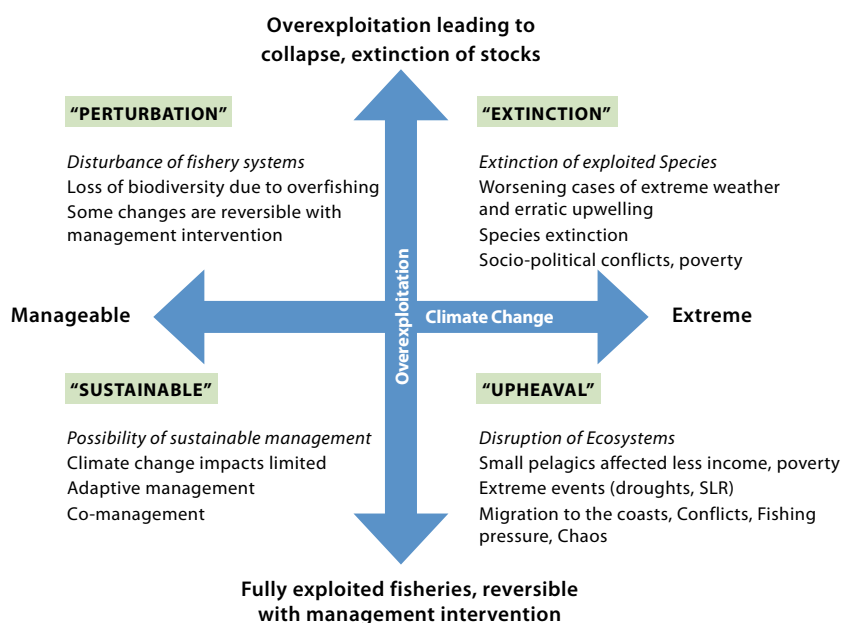 Overexploitation leading to
collapse, extinction of stocks
“PERTURBATION”
Disturbance of fishery systems
Loss of biodiversity due to overfishing
Some changes are reversible with
management intervention
“EXTINCTION”
Extinction of exploited Species
Worsening cases of extreme weather
and erratic upwelling
Species extinction
Socio-political conflicts, poverty
Manageable
Overexploitation
Climate Change
Extreme
“SUSTAINABLE”
Possibility of sustainable management
Climate change impacts limited
Adaptive management
Co-management
“UPHEAVAL”
Disruption of Ecosystems
Small pelagics affected less income, poverty
Extreme events (droughts, SLR)
Migration to the coasts, Conflicts, Fishing
pressure, Chaos
Fully exploited fisheries, reversible
with management intervention